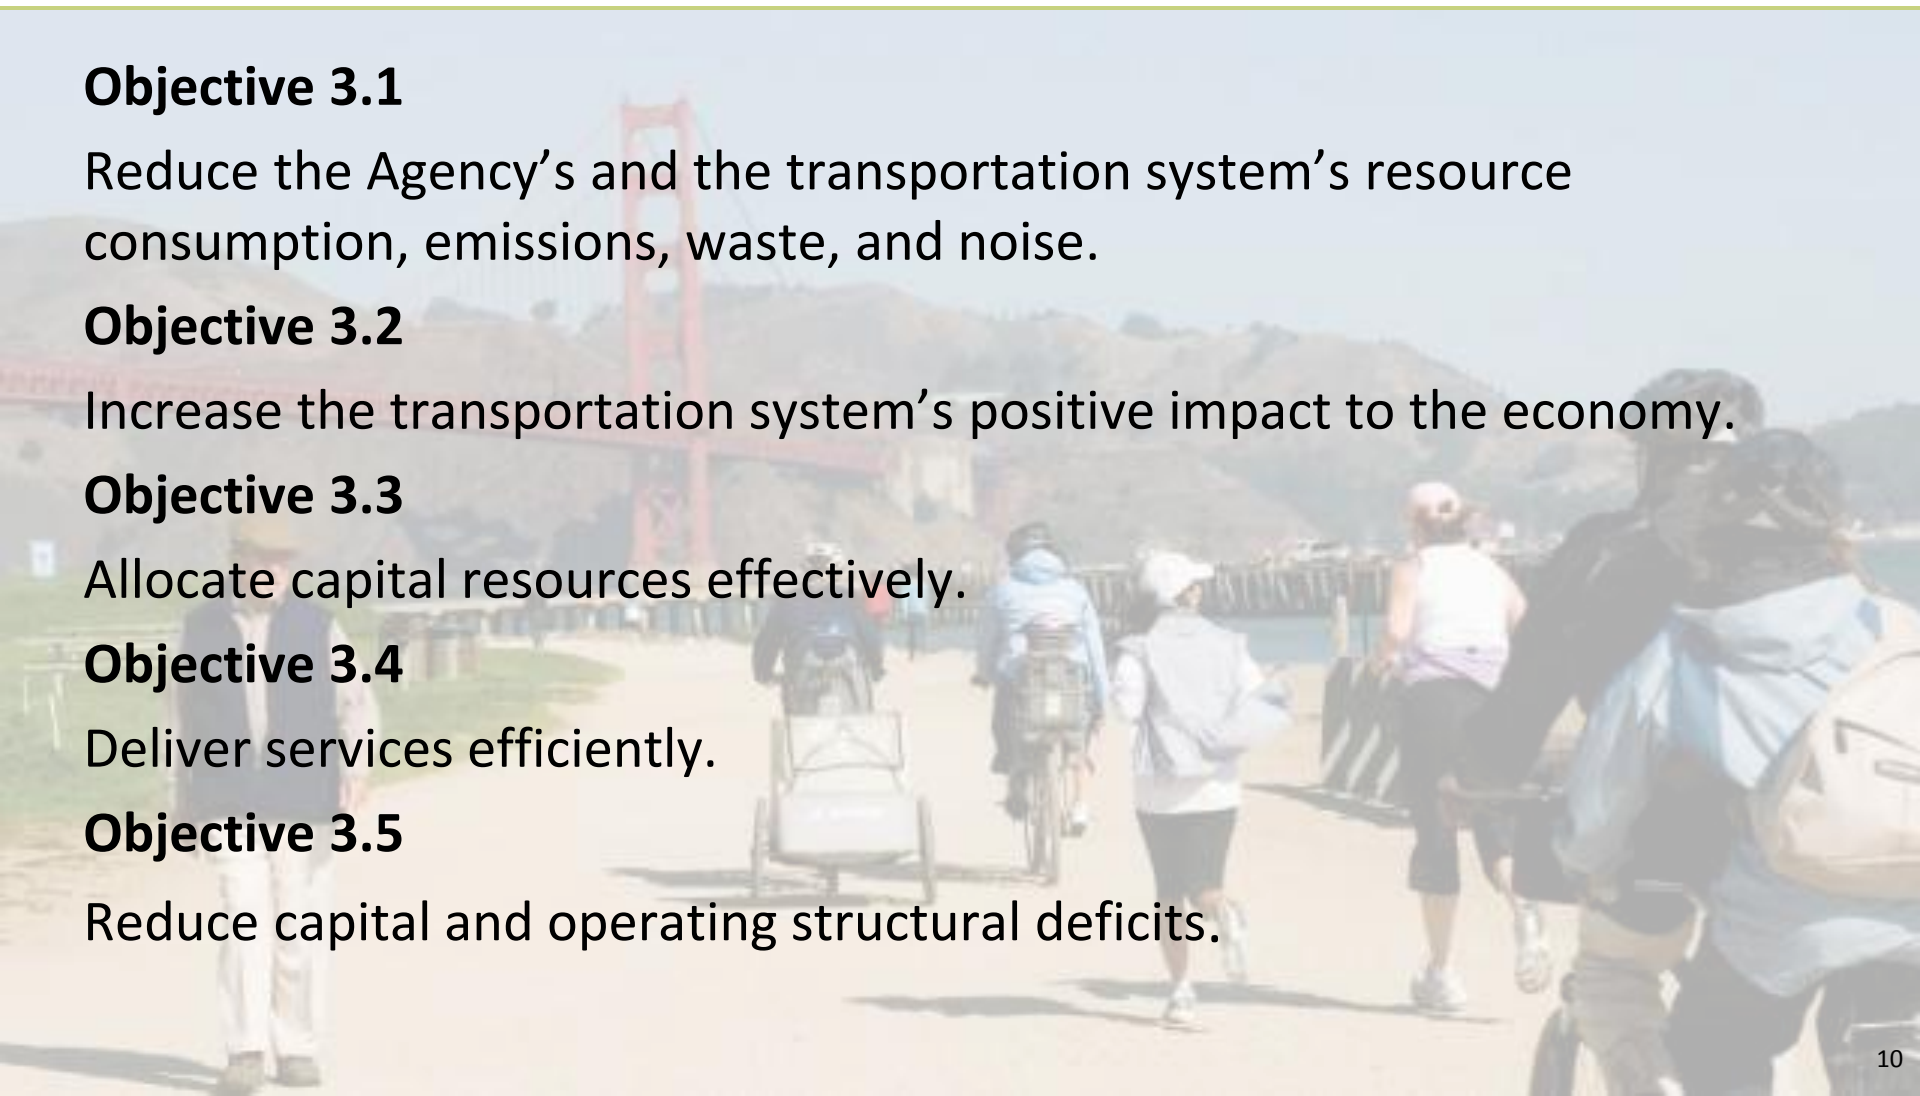 Objective 3.1
Reduce the Agency’s and the transportation system’s resource
consumption, emissions, waste, and noise.
Objective 3.2
Increase the transportation system’s positive impact to the economy.
Objective 3.3
Allocate capital resources effectively.
Objective 3.4
Deliver services efficiently.
Objective 3.5
Reduce capital and operating structural deficits.
10